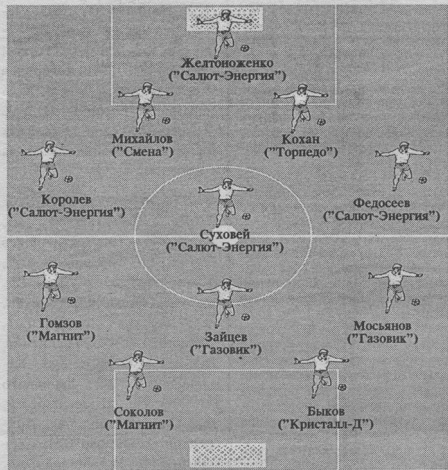 Желтоноженко
("Салют-Энергия")
Михайлов
("Смена")
Кохан
("Торпедо")
Королев
("Салют-Энергия")
Федосеев
("Салют-Энергия")
Суховей
("Салют-Энергия")
Гомзов
("Магнит")
Зайцев
("Газовик")
Мосьянов
("Газовик")
Соколов
("Магнит")
Быков
("Кристалл-Д")